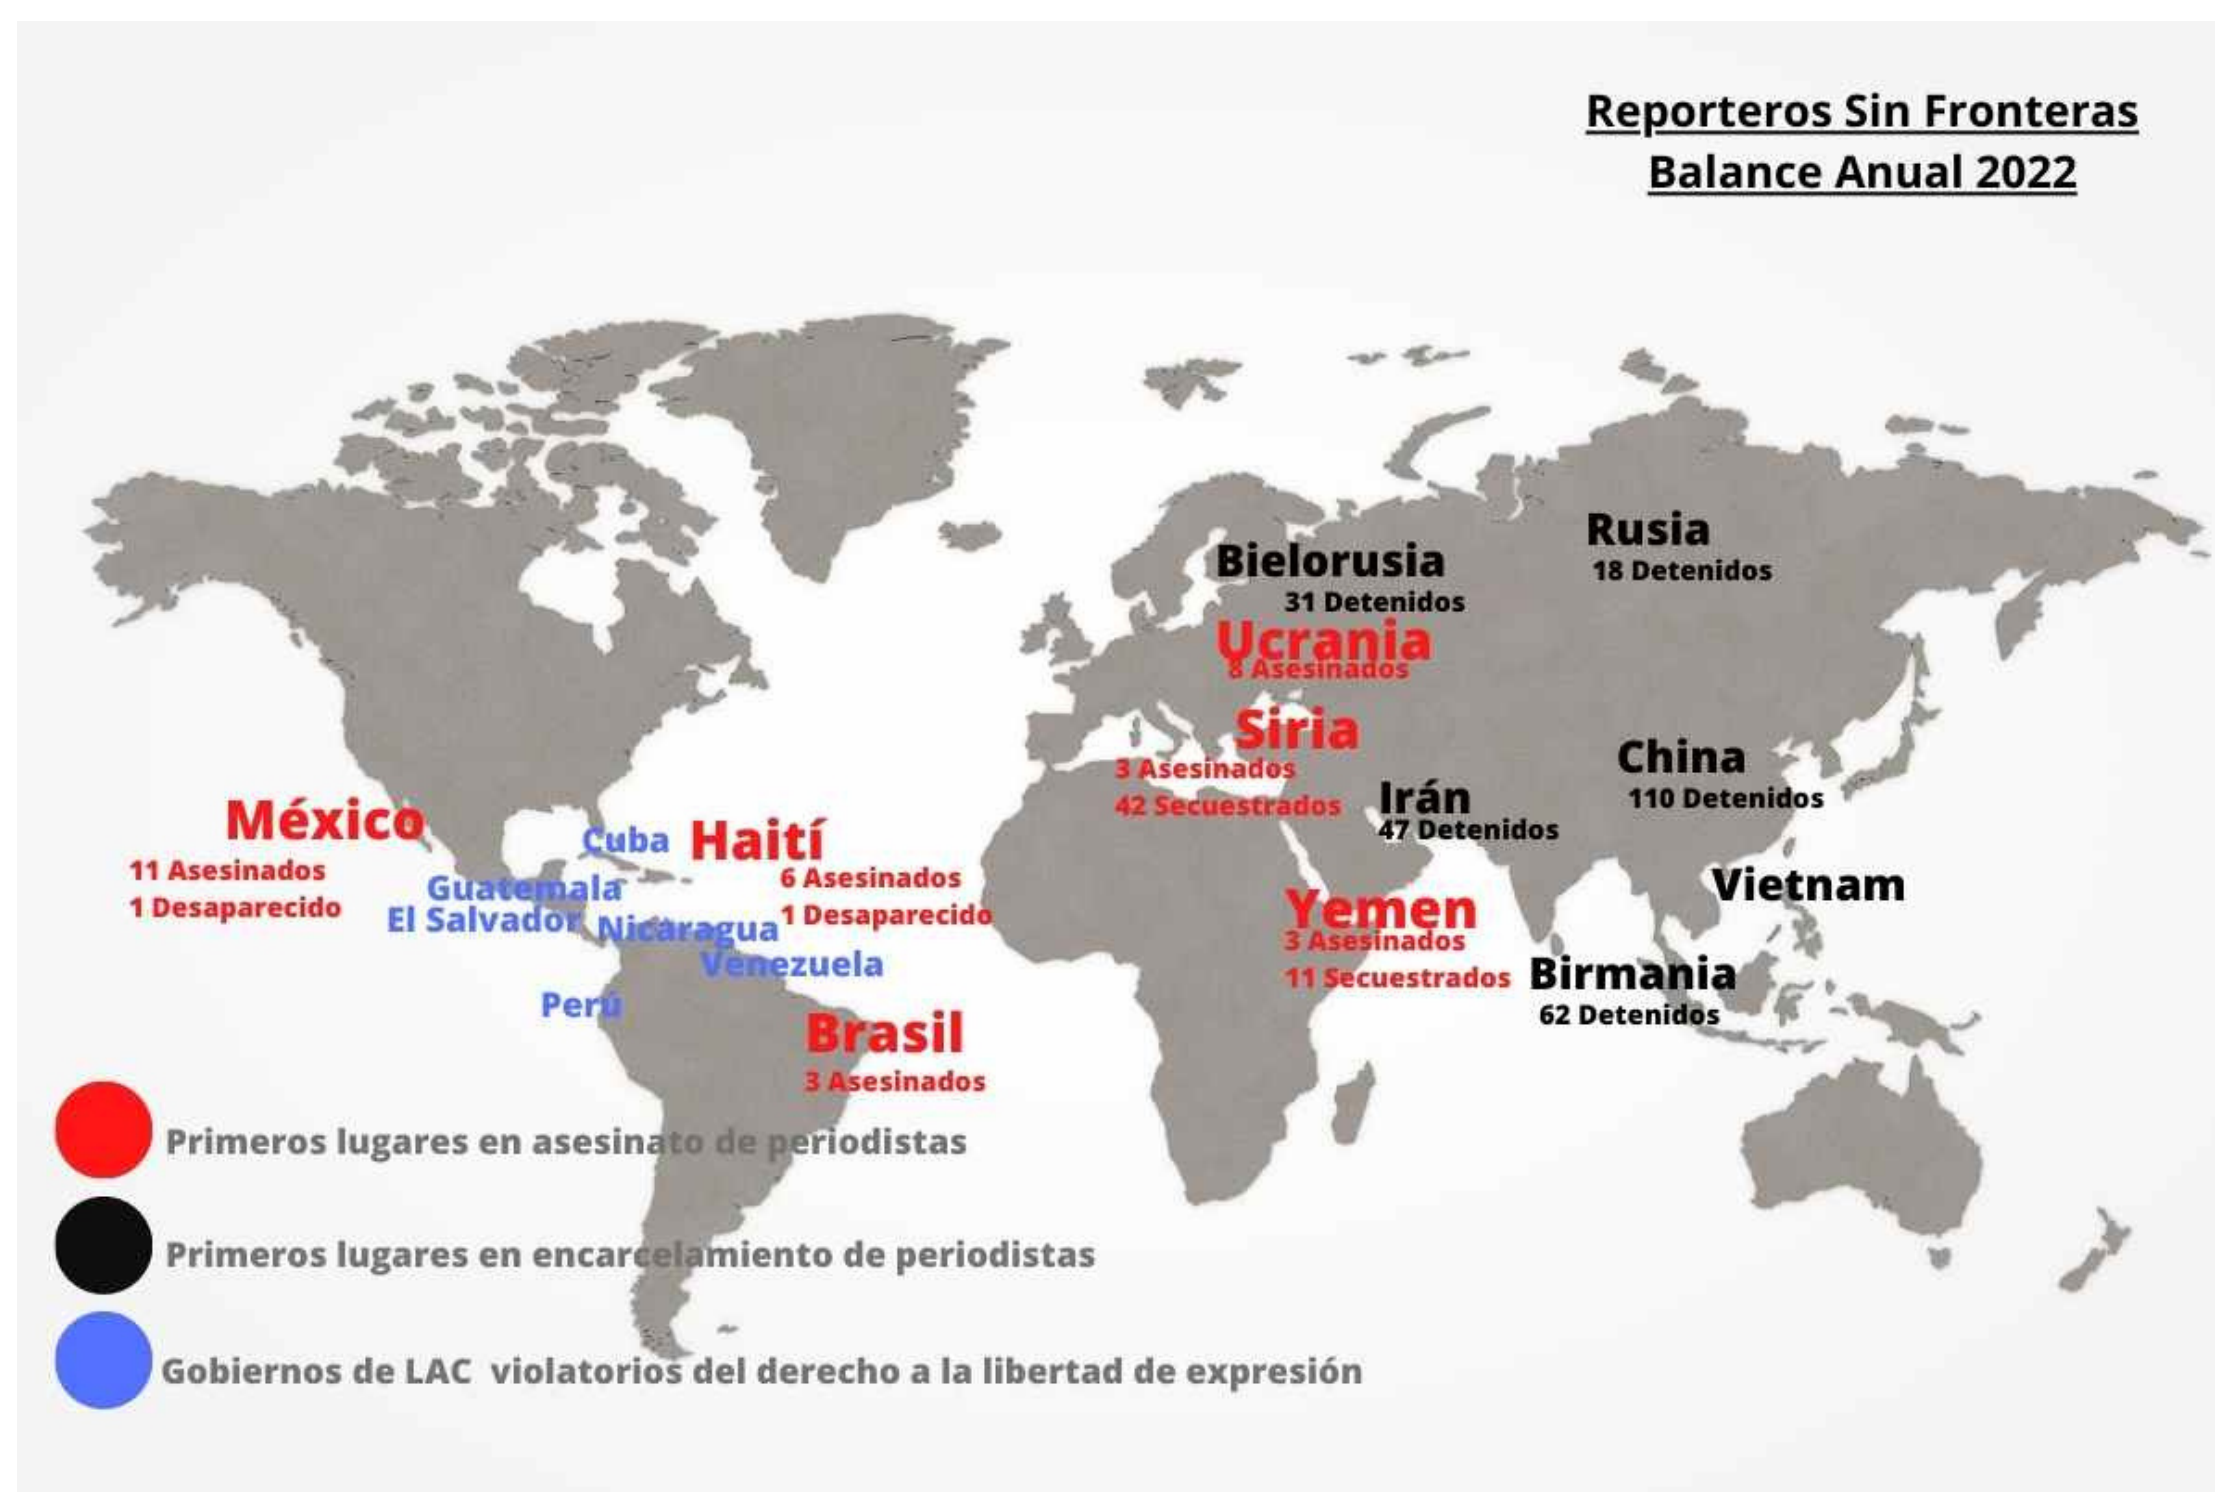 Reporteros Sin Fronteras
Balance Anual 2022
Rusia
18 Detenidos
Bielorusia
31 Detenidos
Ucrania
8 Asesinados
Siria
3 Asesinados
42 Secuestrados
China
110 Detenidos
Irán
47 Detenidos
México
11 Asesinados
1 Desaparecido
Cuba
Haití
6 Asesinados
1 Desaparecido
Guatemala
El Salvador
Nicaragua
Venezuela
Perú
Vietnam
Yemen
3 Asesinados
11 Secuestrados
Birmania
62 Detenidos
Brasil
3 Asesinados
Primeros lugares en asesinato de periodistas
Primeros lugares en encarcelamiento de periodistas
Gobiernos de LAC violatorios del derecho a la libertad de expresión